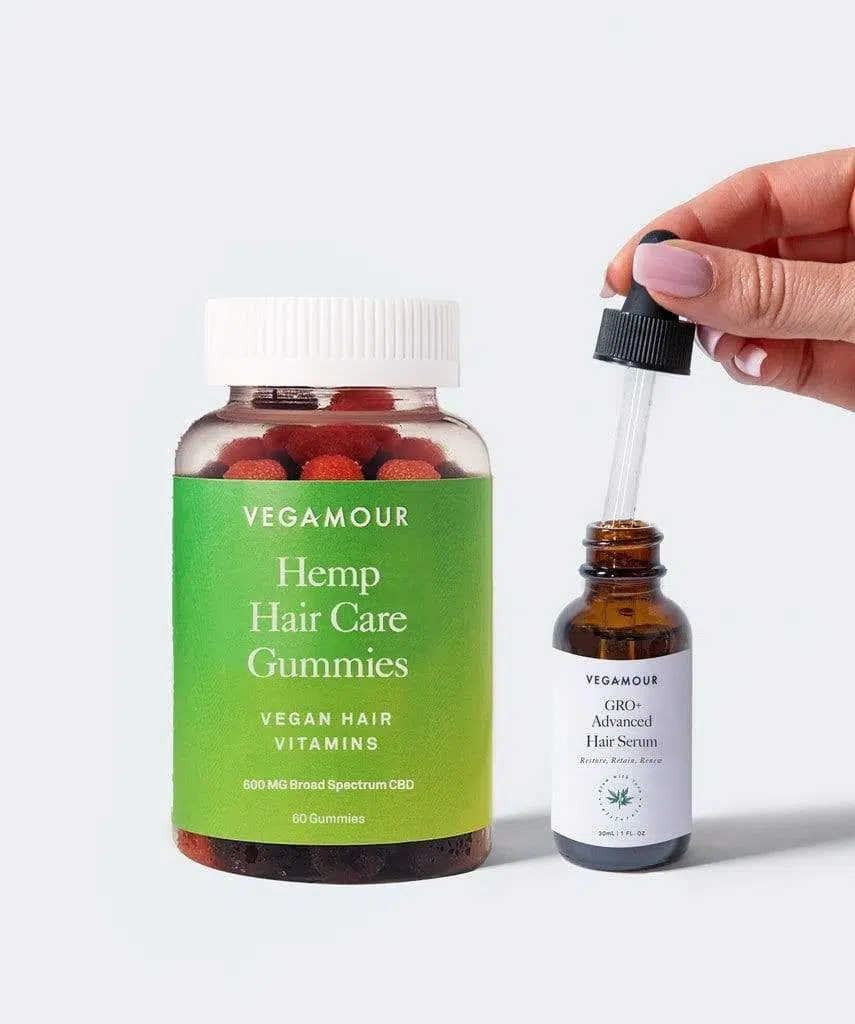 VEGAMOUR
Hemp
Hair Care
Gummies
VEGAN HAIR
VITAMINS
600 MG Broad Spectrum CBD
60 Gummies
VEGAMOUR
GRO+
Advanced
Hair Serum
Restore, Retain, Renew
30mL | 1 FL. OZ